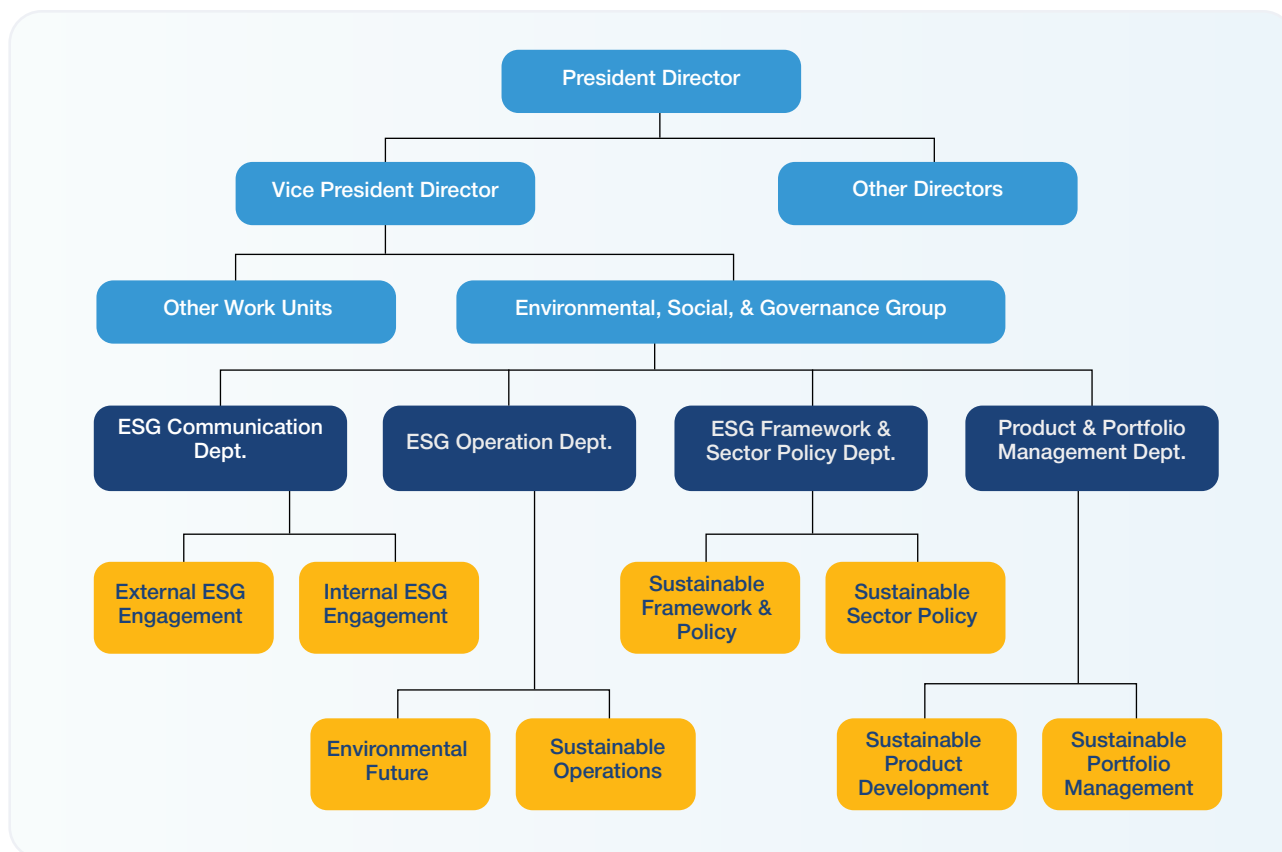 President Director
Vice President Director
Other Directors
Other Work Units
Environmental, Social, & Governance Group
ESG Communication
Dept.
ESG Operation Dept.
ESG Framework &
Sector Policy Dept.
Product & Portfolio
Management Dept.
External ESG
Engagement
Internal ESG
Engagement
Sustainable
Framework &
Policy
Sustainable
Sector Policy
Environmental
Future
Sustainable
Operations
Sustainable
Product
Development
Sustainable
Portfolio
Management